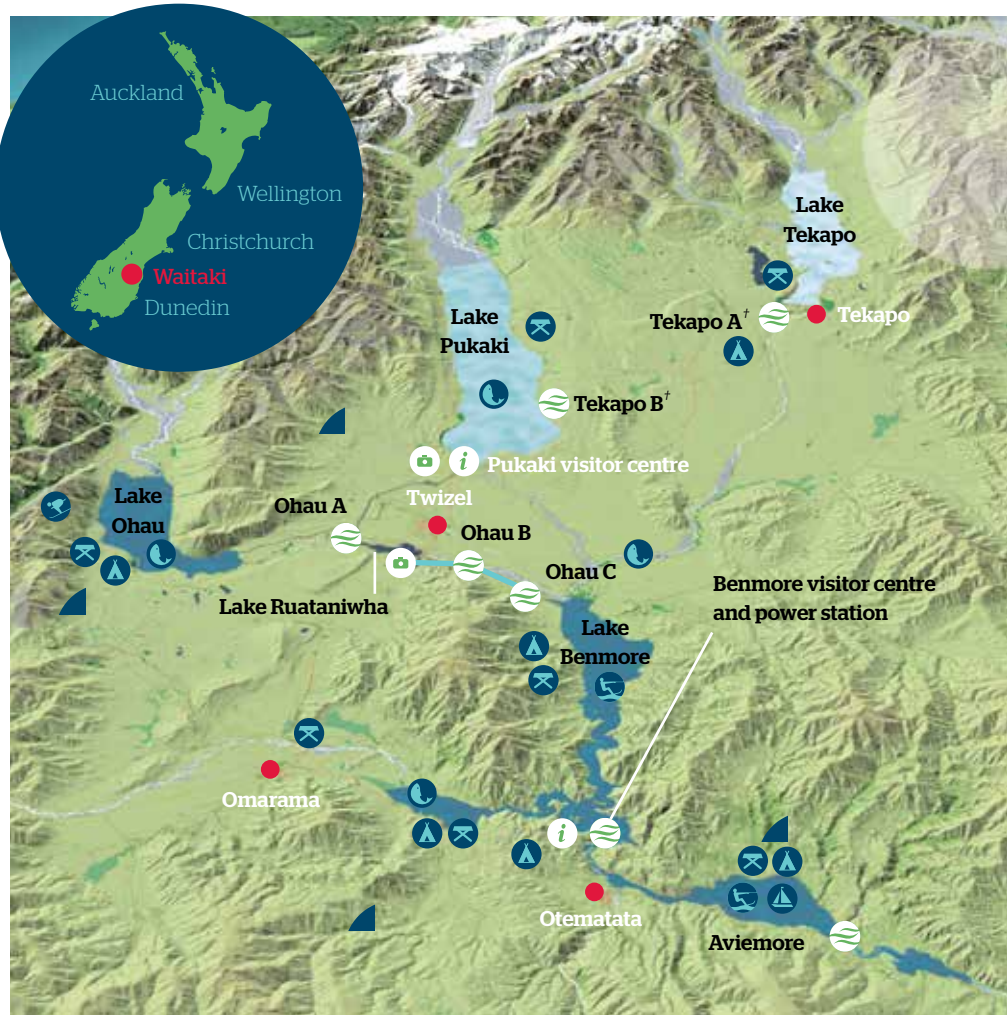 Auckland
Wellington
Christchurch
Waitaki
Dunedin
Lake
Tekapo
Tekapo A†
Tekapo
Lake
Pukaki
Tekapo B†
i Pukaki visitor centre
Twizel
Lake
Ohau
Ohau A
Ohau B
Ohau C
Lake Ruataniwha
Benmore visitor centre
and power station
Lake
Benmore
Omarama
i
Otematata
Aviemore